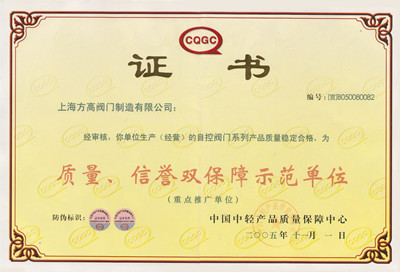 CQGC
证 书
编号:
上海方高阀门制造有限公司:
经审核,你单位生产(经营)的自控阀门系列产品质量稳定合格,为
质量、信誉双保障示范单位
(重点推广单位)
防伪标识:
中国中轻产品质量保障中心
二〇〇五年十一月一日